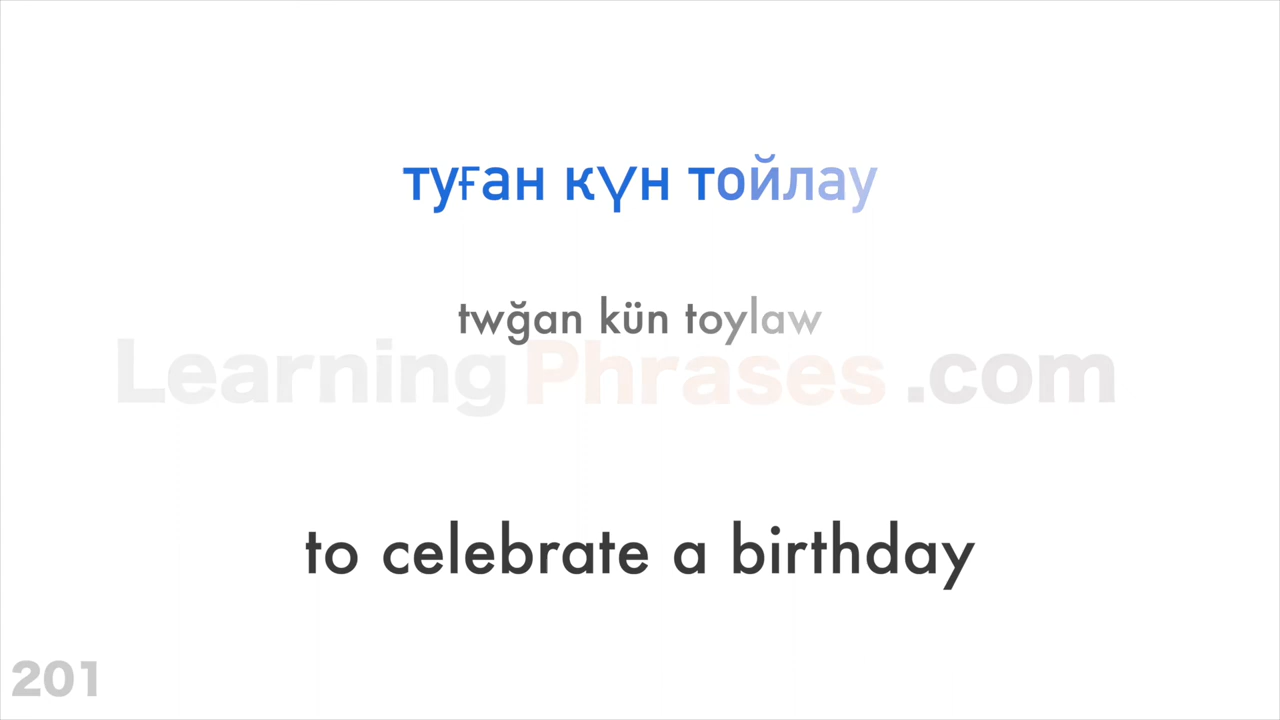 туған күн тойлау
twğan kün toylaw
LearningPhrases.com
to celebrate a birthday
201